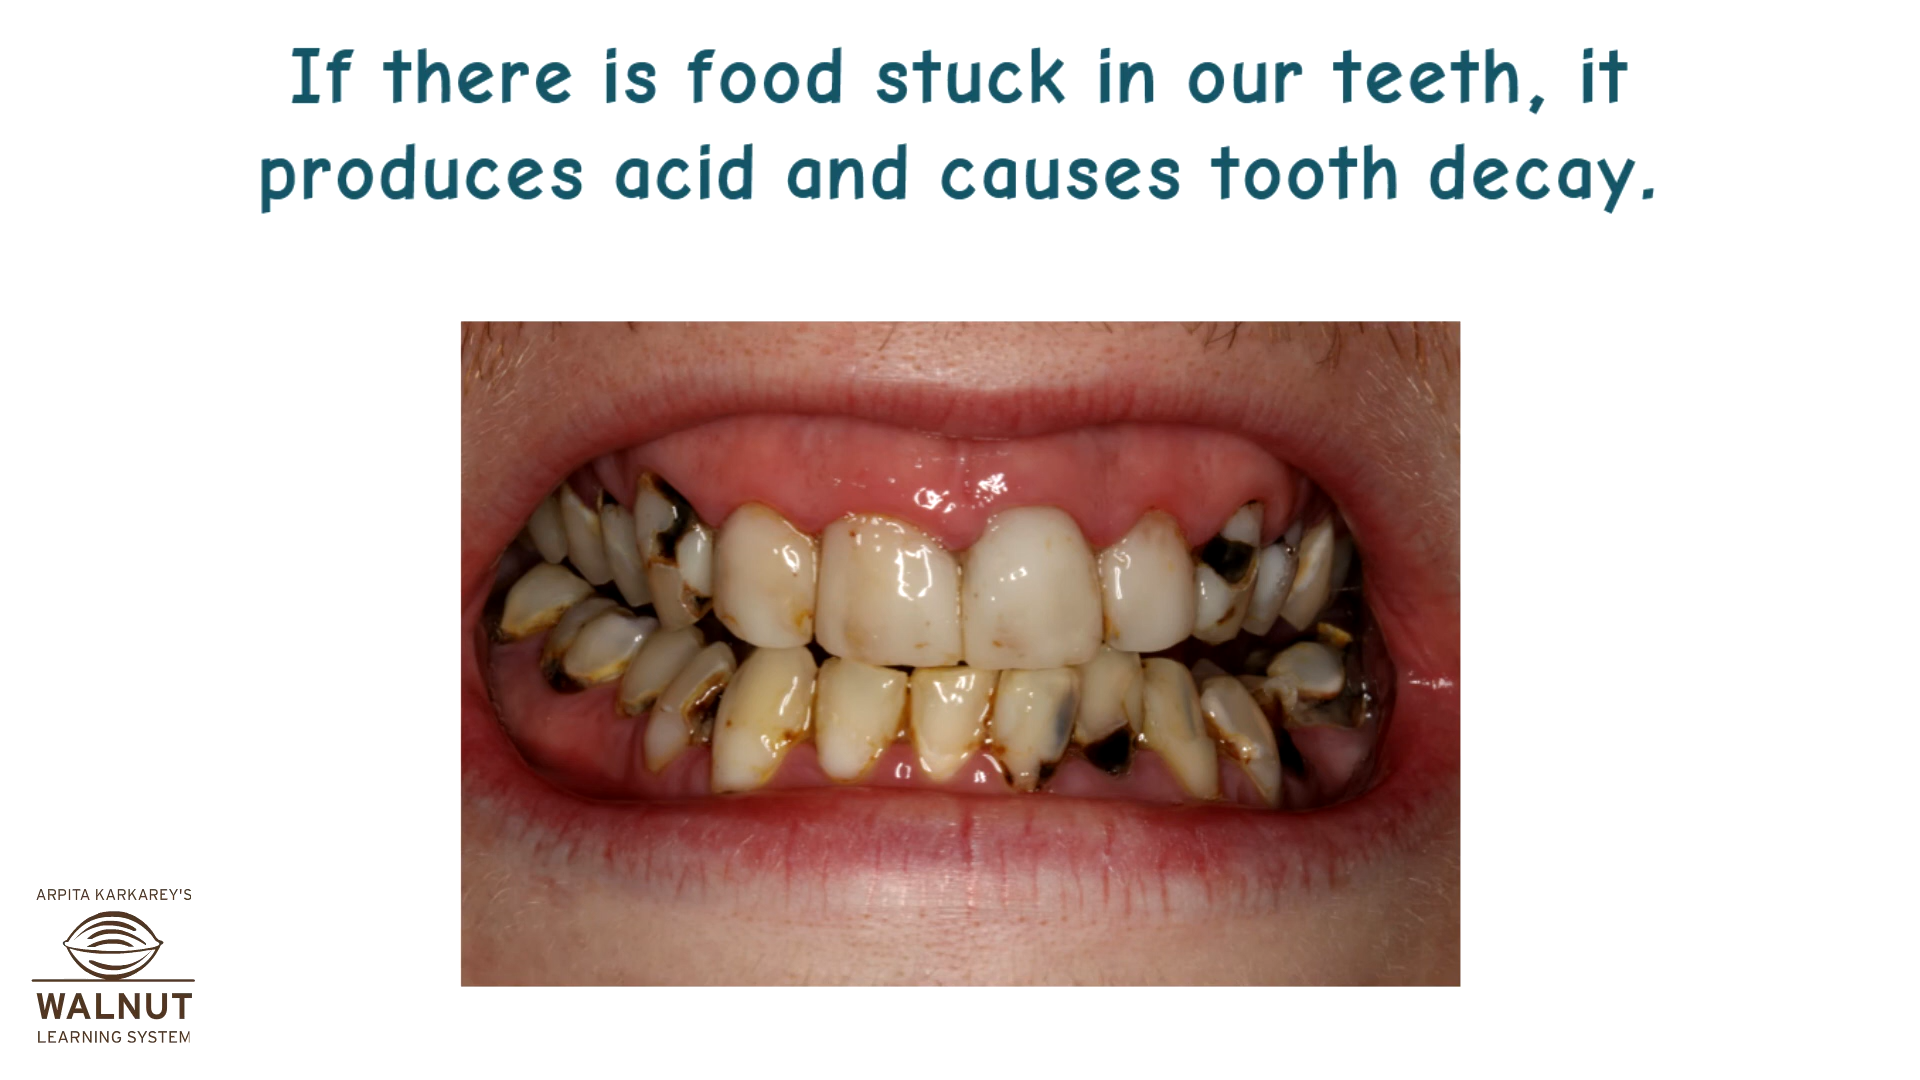 If there is food stuck in our teeth, it
produces acid and causes tooth decay.
ARPITA KARKAREY'S
WALNUT
LEARNING SYSTEM